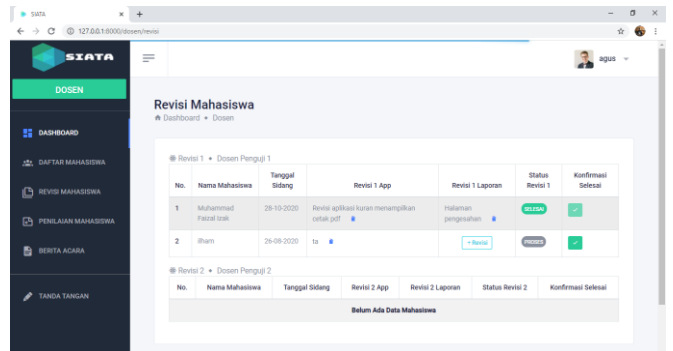 SIATA
127.0.0.1:8000/dosen/revisi
SIATA
agus
DOSEN
Revisi Mahasiswa
Dashboard • Dosen
DASHBOARD
DAFTAR MAHASISWA
REVISI MAHASISWA
PENILAIAN MAHASISWA
BERITA ACARA
TANDA TANGAN
Revisi 1 • Dosen Penguji 1
No. Nama Mahasiswa Tanggal Sidang Revisi 1 App Revisi 1 Laporan Status Revisi 1 Konfirmasi Selesai
1 Muhammad Faizal Izak 28-10-2020 Revisi aplikasi kuran menampilkan cetak pdf Halaman pengesahan SELESAI
2 ilham 26-08-2020 ta + Revisi PROSES
Revisi 2 • Dosen Penguji 2
No. Nama Mahasiswa Tanggal Sidang Revisi 2 App Revisi 2 Laporan Status Revisi 2 Konfirmasi Selesai
Belum Ada Data Mahasiswa